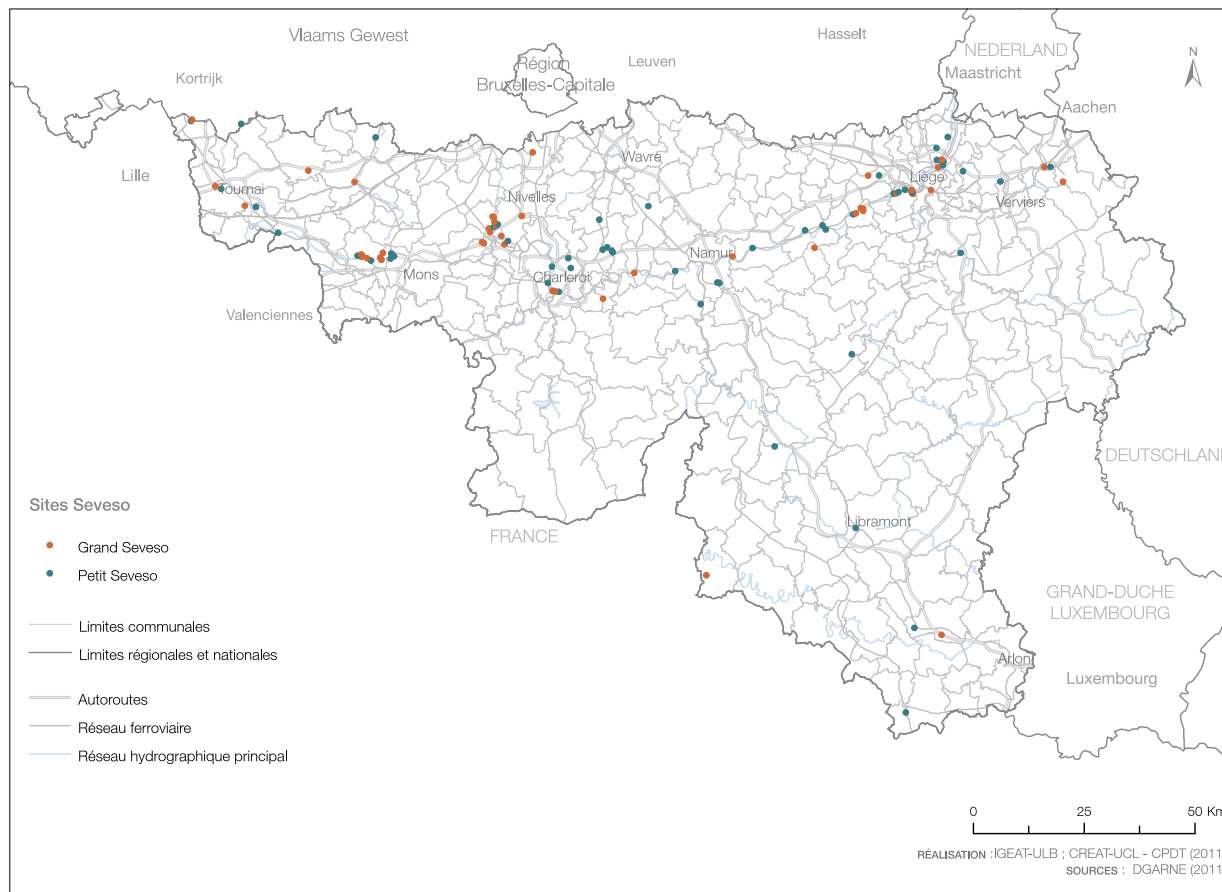 Vlaams Gewest
Hasselt
NEDERLAND
Maastricht
Région
Bruxelles-Capitale
Leuven
Kortrijk
N
Aachen
Lille
Wavre
Liège
Tournai
Nivelles
Verviers
Namur
Mons
Charleroi
Valenciennes
DEUTSCHLAND
Sites Seveso
Grand Seveso
Petit Seveso
FRANCE
Libramont
GRAND-DUCHE
LUXEMBOURG
Limites communales
Limites régionales et nationales
Arlon
Luxembourg
Autoroutes
Réseau ferroviaire
Réseau hydrographique principal
0 25 50 Km
RÉALISATION : IGEAT-ULB ; CREAT-UCL - CPDT (2011
SOURCES : DGARNE (2011